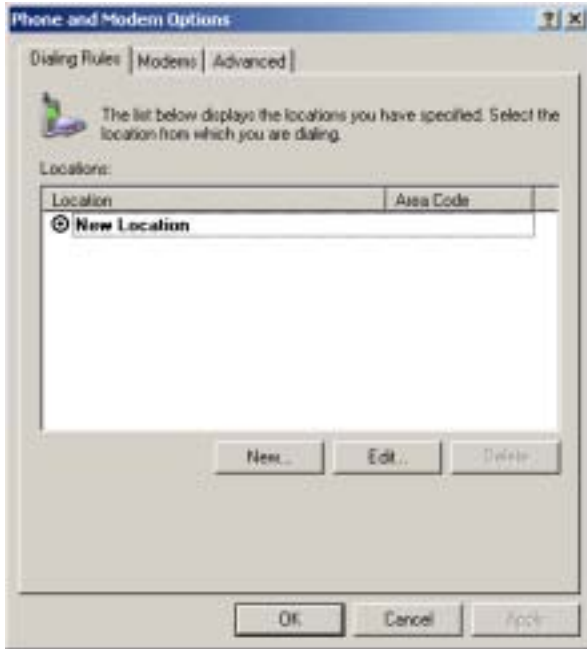 Phone and Modem Options ? X
Dialing Rules Modems Advanced
The list below displays the locations you have specified. Select the
location from which you are dialing.
Locations:
Location Area Code
New Location
New... Edit... Delete
OK Cancel Apply